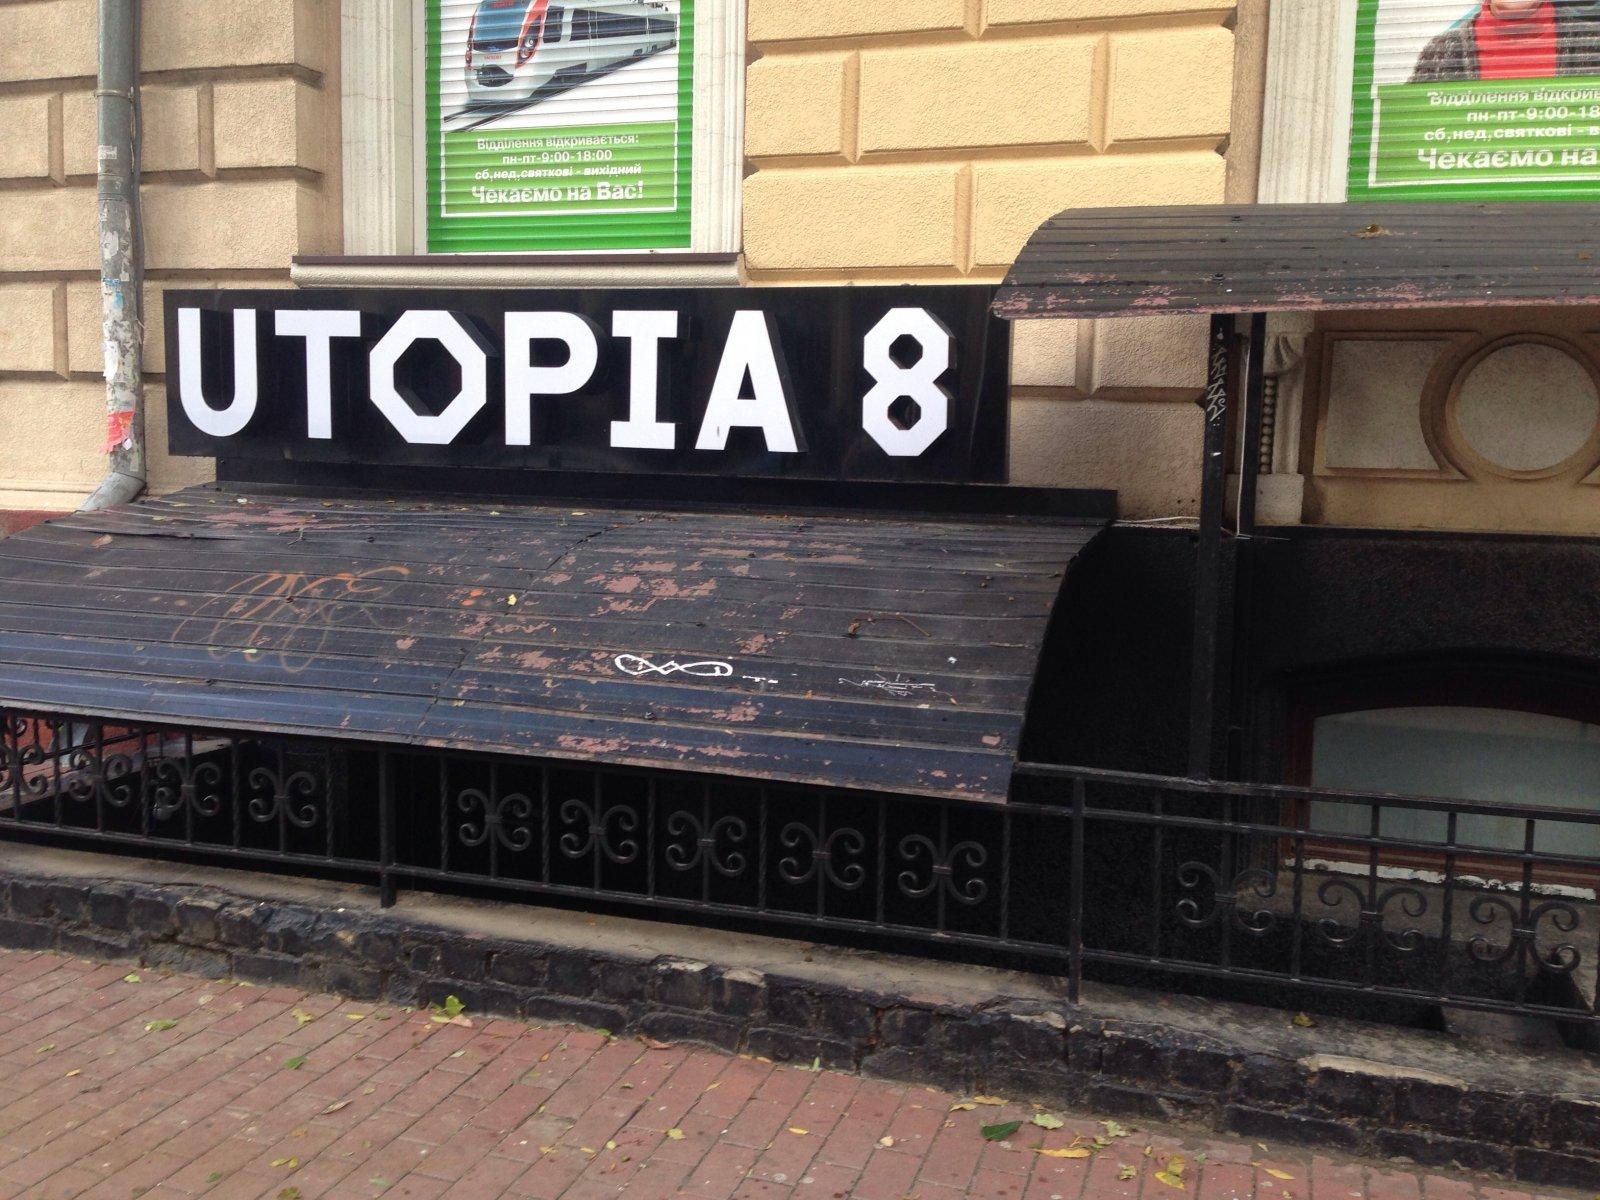 Відділення відкривається:
пн-пт-9:00-18:00
сб,нед,святкові - вихідний
Чекаємо на Вас!
Відділення
пн-пт-9:00-18
сб,нед,святкові - в
Чекаємо на
UTOPIA 8